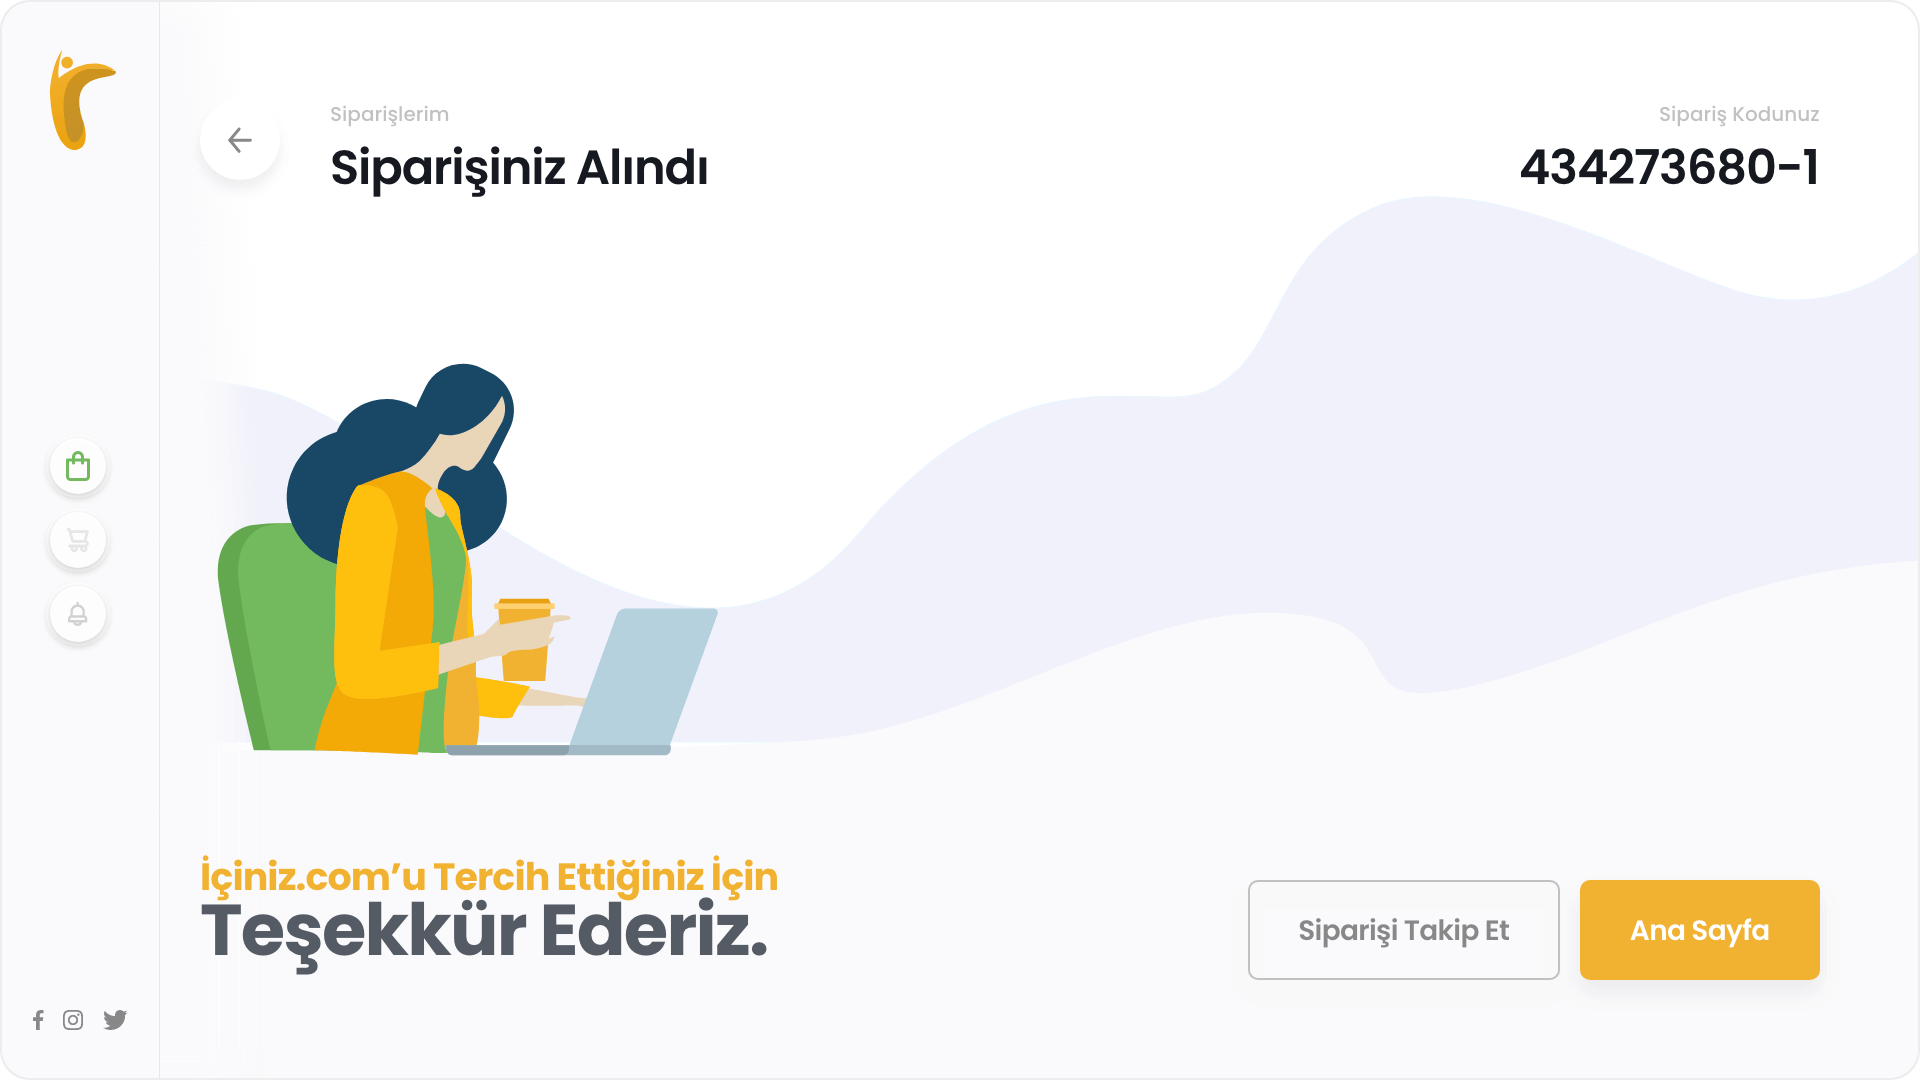 Siparişlerim
Siparişiniz Alındı
Sipariş Kodunuz
434273680-1
İçiniz.com’u Tercih Ettiğiniz İçin
Teşekkür Ederiz.
Siparişi Takip Et
Ana Sayfa